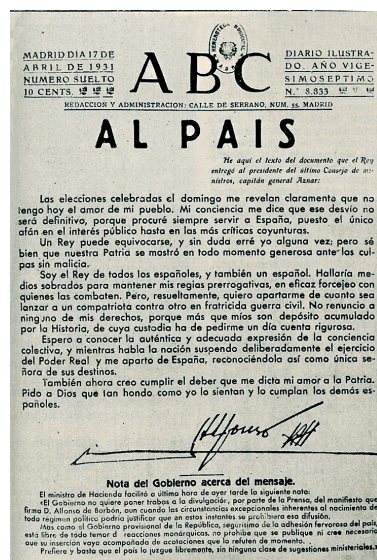 MADRID DIA 17 DE
ABRIL DE 1931
NUMERO SUELTO
10 CENTS.
ABC
DIARIO ILUSTRA-
DO. AÑO VIGE-
SIMOSEPTIMO
N.º 8.833
REDACCION Y ADMINISTRACION: CALLE DE SERRANO, NUM. 55, MADRID
AL PAIS
He aquí el texto del documento que el Rey
entregó al presidente del último Consejo de mi-
nistros, capitán general Aznar:
Las elecciones celebradas el domingo me revelan claramente que no
tengo hoy el amor de mi pueblo. Mi conciencia me dice que ese desvío no
será definitivo, porque procuré siempre servir a España, puesto el único
afán en el interés público hasta en las más críticas coyunturas.
Un Rey puede equivocarse, y sin duda erré yo alguna vez; pero sé
bien que nuestra Patria se mostró en todo momento generosa ante las cul-
pas sin malicia.
Soy el Rey de todos los españoles, y también un español. Hallaría me-
dios sobrados para mantener mis regias prerrogativas, en eficaz forcejeo con
quienes las combaten. Pero, resueltamente, quiero apartarme de cuanto sea
lanzar a un compatriota contra otro en fratricida guerra civil. No renuncio a
ninguno de mis derechos, porque más que míos son depósito acumulado
por la Historia, de cuya custodia ha de pedirme un día cuenta rigurosa.
Espero a conocer la auténtica y adecuada expresión de la conciencia
colectiva, y mientras habla la nación suspendo deliberadamente el ejercicio
del Poder Real y me aparto de España, reconociéndola así como única se-
ñora de sus destinos.
También ahora creo cumplir el deber que me dicta mi amor a la Patria.
Pido a Dios que tan hondo como yo lo sientan y lo cumplan los demás es-
pañoles.
Alfonso
Nota del Gobierno acerca del mensaje.
El ministro de Hacienda facilitó a última hora de ayer tarde la siguiente nota:
«El Gobierno no quiere poner trabas a la divulgación, por parte de la Prensa, del manifiesto que
firma D. Alfonso de Borbón, aun cuando las circunstancias excepcionales inherentes al nacimiento de
todo régimen político podría justificar que en estos instantes se prohibiera esa difusión.
Mas como el Gobierno provisional de la República, segurísimo de la adhesión fervorosa del país,
está libre de todo temor de reacciones monárquicas, no prohíbe que se publique ni cree necesario
que su inserción vaya acompañada de acotaciones que lo refuten de momento.
Prefiere y basta que el país lo juzgue libremente, sin ninguna clase de sugestiones ministeriales.»